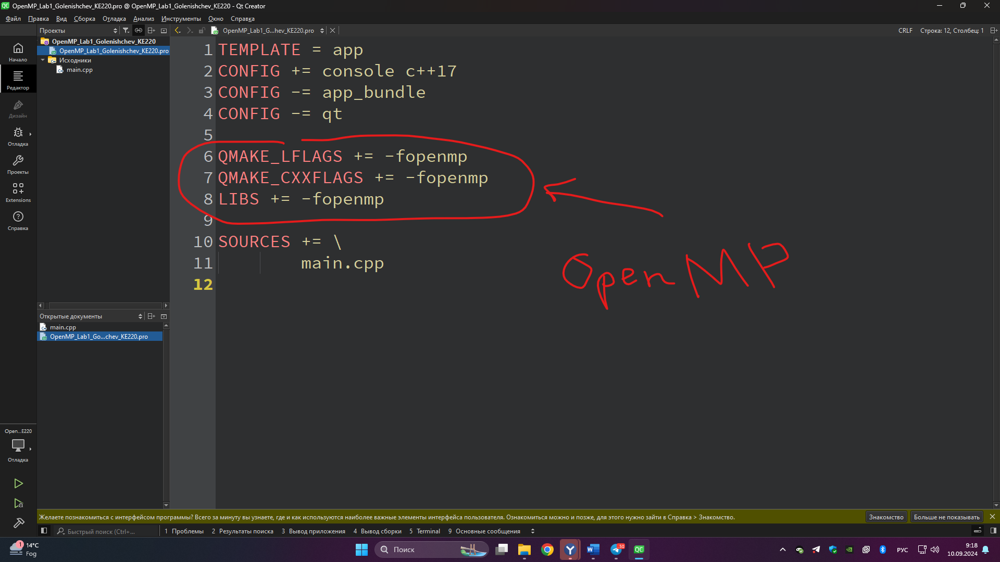 OpenMP_Lab1_Golenishchev_KE220.pro @ OpenMP_Lab1_Golenishchev_KE220 - Qt Creator
Файл Правка Вид Сборка Отладка Анализ Инструменты Окно Справка
Проекты
OpenMP_Lab1_G...hev_KE220.pro
CRLF Строка: 12, Столбец: 1
OpenMP_Lab1_Golenishchev_KE220
OpenMP_Lab1_Golenishchev_KE220.pro
Исходники
main.cpp
Начало
Редактор
Дизайн
Отладка
Проекты
Extensions
Справка
1 TEMPLATE = app
2 CONFIG += console c++17
3 CONFIG -= app_bundle
4 CONFIG -= qt
5
6 QMAKE_LFLAGS += -fopenmp
7 QMAKE_CXXFLAGS += -fopenmp
8 LIBS += -fopenmp
9
10 SOURCES += \
11 main.cpp
12
OpenMP
Открытые документы
main.cpp
OpenMP_Lab1_Go...chev_KE220.pro
Open...E220
Отладка
Желаете познакомиться с интерфейсом программы? Всего за минуту вы узнаете, где и как используются наиболее важные элементы интерфейса пользователя. Ознакомиться можно и позже, для этого нужно зайти в Справка > Знакомство.
Знакомство
Больше не показывать
Быстрый поиск (Ctrl+...
1 Проблемы 2 Результаты поиска 3 Вывод приложения 4 Вывод сборки 5 Terminal 9 Основные сообщения
1
14°C
Fog
Поиск
50
QC
РУС
9:18
10.09.2024